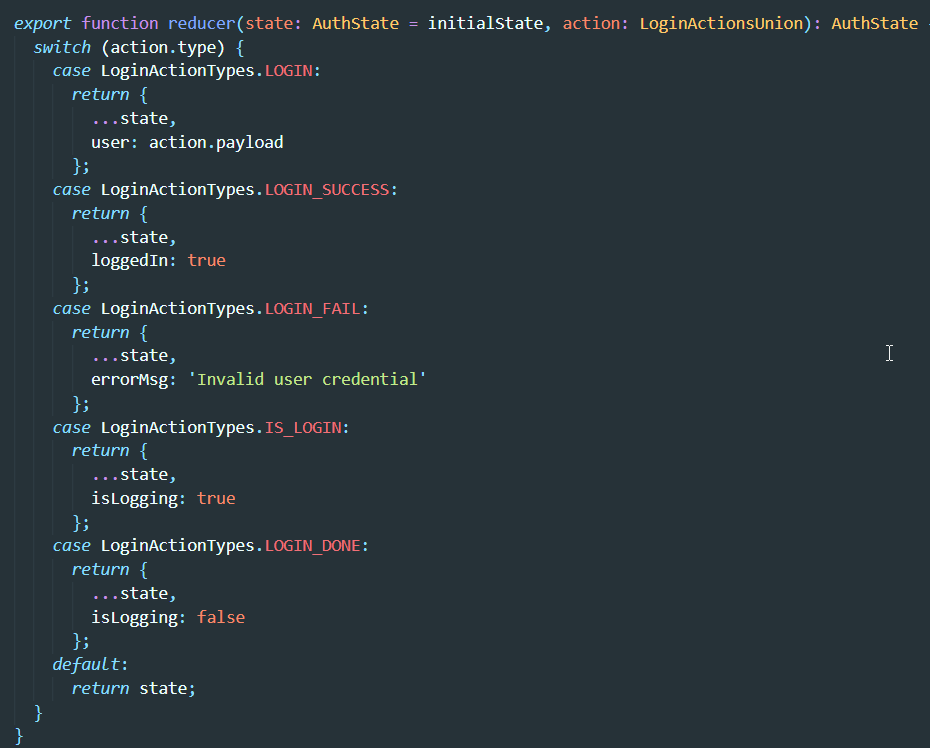 export function reducer(state: AuthState = initialState, action: LoginActionsUnion): AuthState
switch (action.type) {
case LoginActionTypes.LOGIN:
return {
...state,
user: action.payload
};
case LoginActionTypes.LOGIN_SUCCESS:
return {
...state,
loggedIn: true
};
case LoginActionTypes.LOGIN_FAIL:
return {
...state,
errorMsg: 'Invalid user credential'
};
case LoginActionTypes.IS_LOGIN:
return {
...state,
isLogging: true
};
case LoginActionTypes.LOGIN_DONE:
return {
...state,
isLogging: false
};
default:
return state;
}
}